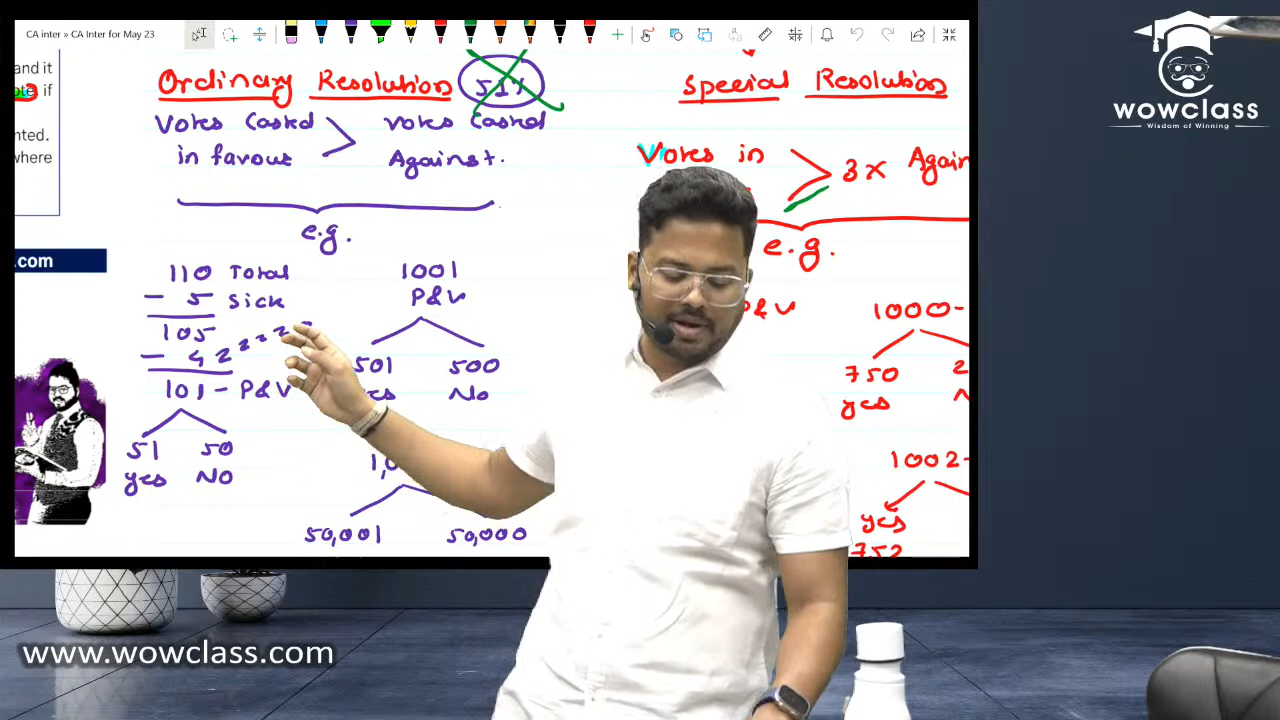 CA inter » CA Inter for May 23
and it
if
nted.
where
.com
Ordinary Resolution 51%
Votes Casted
in favour
>
Votes Casted
Against.
e.g.
110 Total
- 5 Sick
105
- 4 zzzz
101 - P&V
51 50
yes No
1001
P&V
501 500
yes No
50,001 50,000
Special Resolution
Votes in
> 3x Again
e.g.
P&V
1000-
750
yes
1002-
yes
752
wowclass
Wisdom of Winning
www.wowclass.com